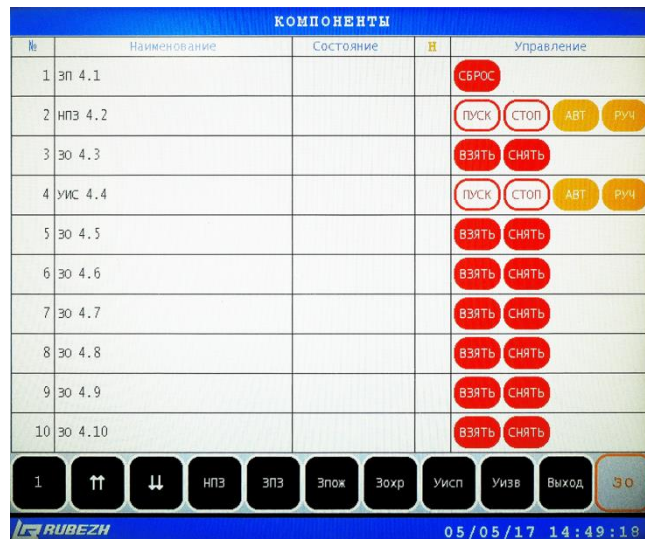 КОМПОНЕНТЫ
№ Наименование Состояние Н Управление
1 ЗП 4.1 СБРОС
2 НПЗ 4.2 ПУСК СТОП АВТ РУЧ
3 ЗО 4.3 ВЗЯТЬ СНЯТЬ
4 УИС 4.4 ПУСК СТОП АВТ РУЧ
5 ЗО 4.5 ВЗЯТЬ СНЯТЬ
6 ЗО 4.6 ВЗЯТЬ СНЯТЬ
7 ЗО 4.7 ВЗЯТЬ СНЯТЬ
8 ЗО 4.8 ВЗЯТЬ СНЯТЬ
9 ЗО 4.9 ВЗЯТЬ СНЯТЬ
10 ЗО 4.10 ВЗЯТЬ СНЯТЬ
1 НПЗ ЗПЗ Зпож Зохр Уисп Уизв Выход ЗО
RUBEZH 05/05/17 14:49:18